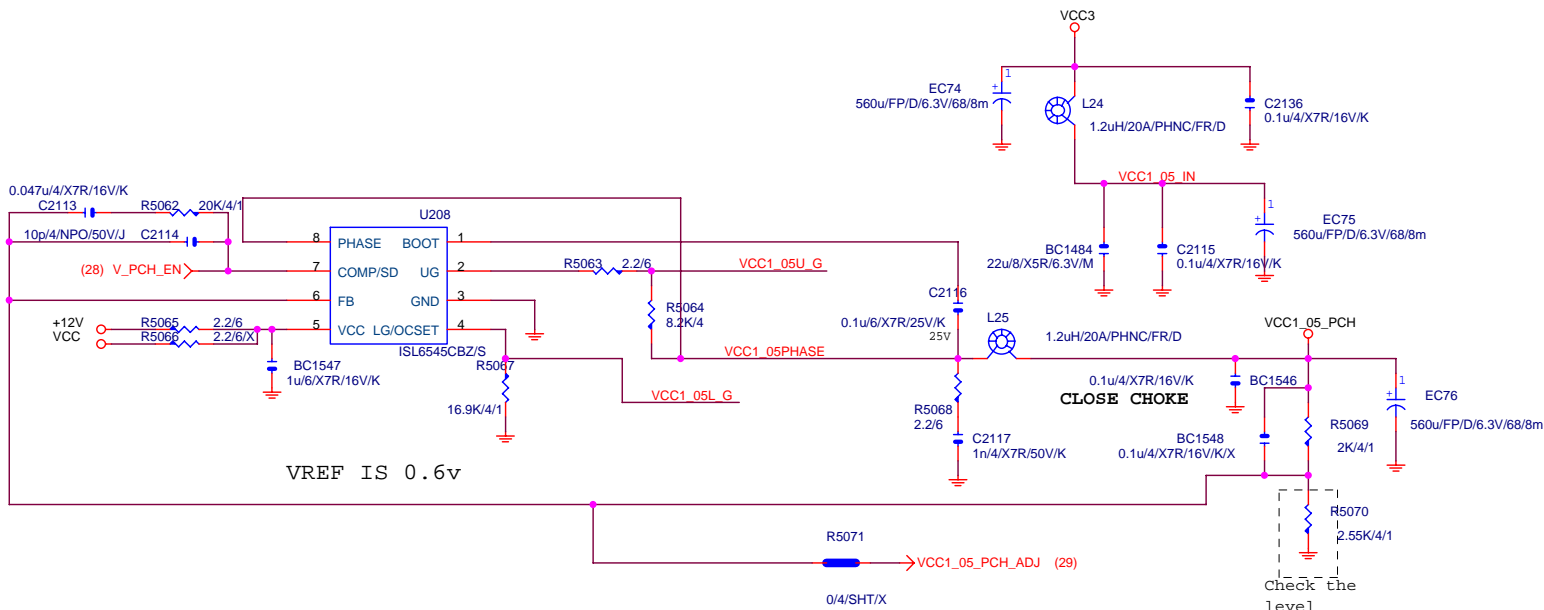 VCC3
1
EC74
560u/FP/D/6.3V/68/8m
L24
1.2uH/20A/PHNC/FR/D
C2136
0.1u/4/X7R/16V/K
VCC1_05_IN
1
EC75
560u/FP/D/6.3V/68/8m
BC1484
22u/8/X5R/6.3V/M
C2115
0.1u/4/X7R/16V/K
0.047u/4/X7R/16V/K
C2113
R5062
20K/4/1
10p/4/NPO/50V/J
C2114
(28) V_PCH_EN
+12V
VCC
R5065
2.2/6
R5066
2.2/6/X
BC1547
1u/6/X7R/16V/K
U208
8 PHASE BOOT 1
7 COMP/SD UG 2
6 FB GND 3
5 VCC LG/OCSET 4
ISL6545CBZ/S
R5063
2.2/6
VCC1_05U_G
R5064
8.2K/4
VCC1_05PHASE
R5067
16.9K/4/1
VCC1_05L_G
C2116
0.1u/6/X7R/25V/K
25V
L25
1.2uH/20A/PHNC/FR/D
VCC1_05_PCH
R5068
2.2/6
C2117
1n/4/X7R/50V/K
0.1u/4/X7R/16V/K
BC1546
CLOSE CHOKE
1
EC76
560u/FP/D/6.3V/68/8m
BC1548
0.1u/4/X7R/16V/K/X
R5069
2K/4/1
R5070
2.55K/4/1
Check the
level
VREF IS 0.6v
R5071
VCC1_05_PCH_ADJ (29)
0/4/SHT/X